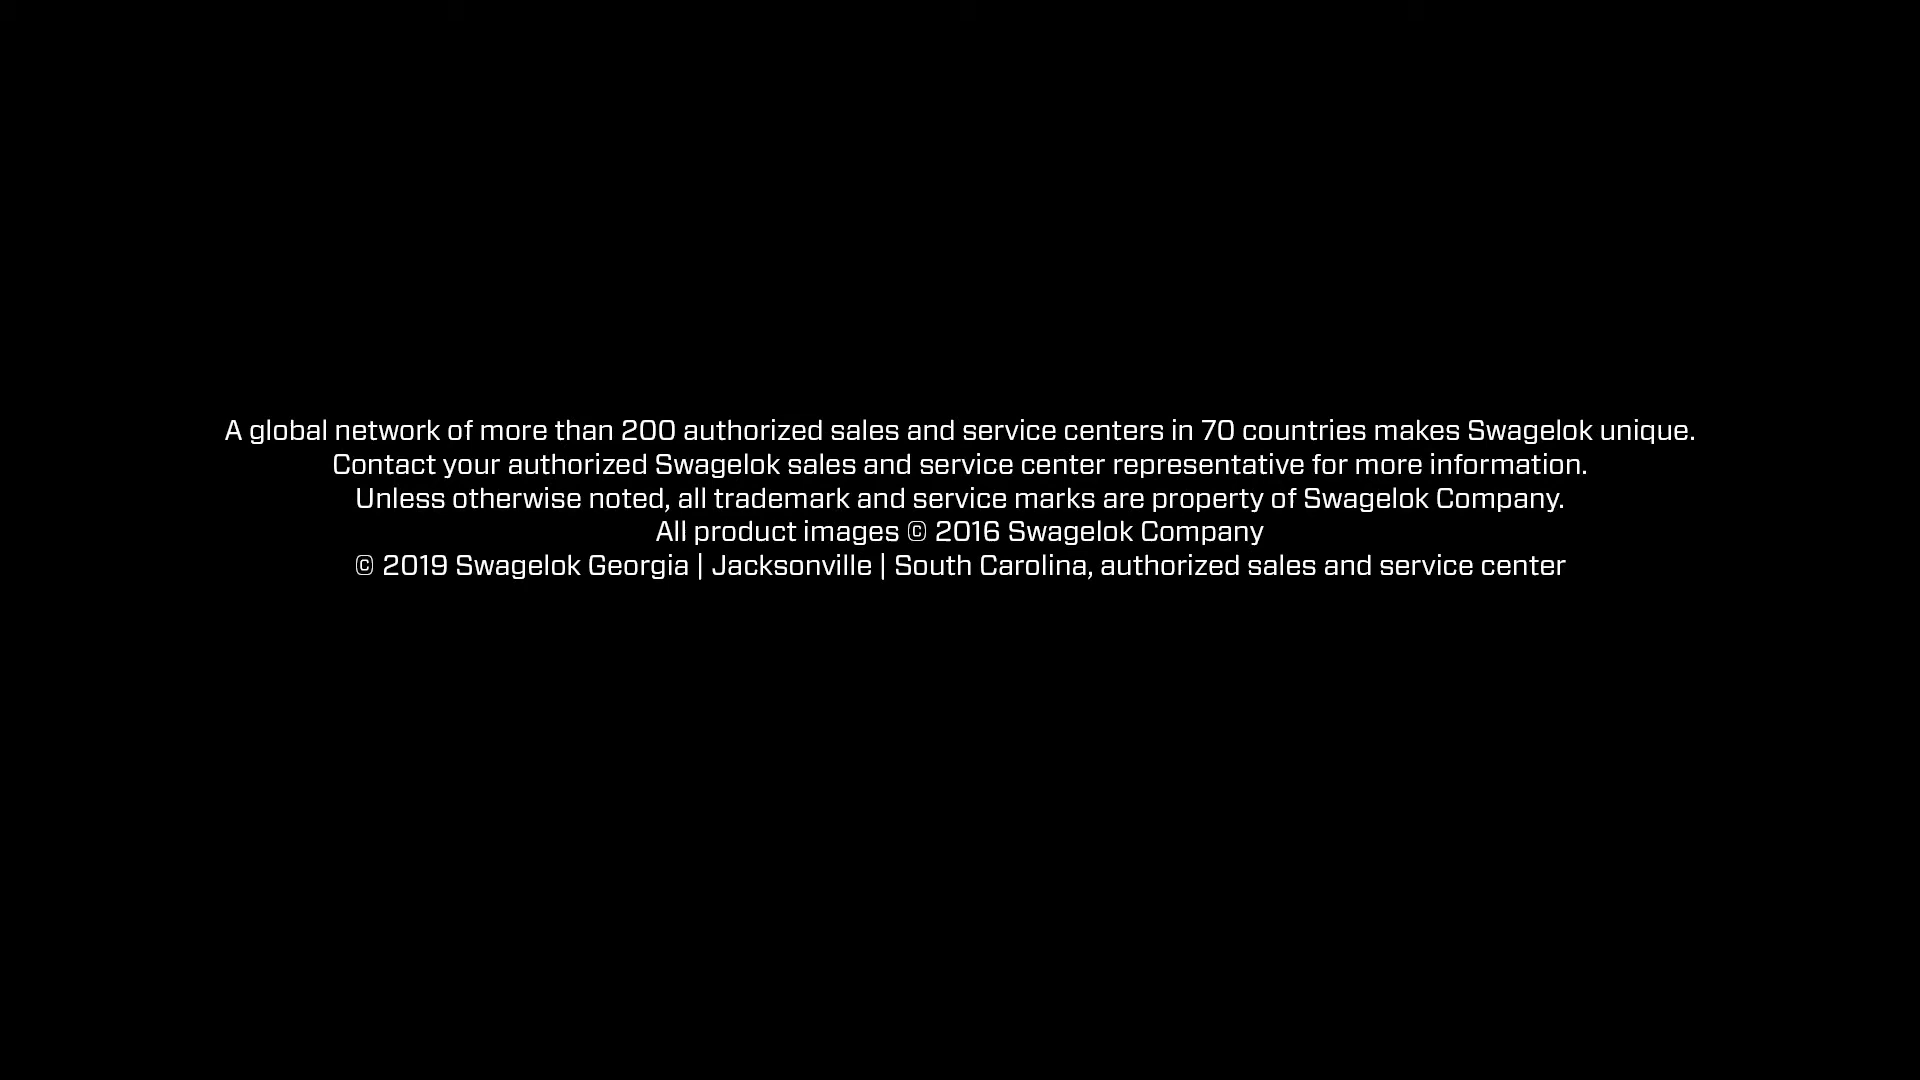 A global network of more than 200 authorized sales and service centers in 70 countries makes Swagelok unique.
Contact your authorized Swagelok sales and service center representative for more information.
Unless otherwise noted, all trademark and service marks are property of Swagelok Company.
All product images © 2016 Swagelok Company
© 2019 Swagelok Georgia | Jacksonville | South Carolina, authorized sales and service center